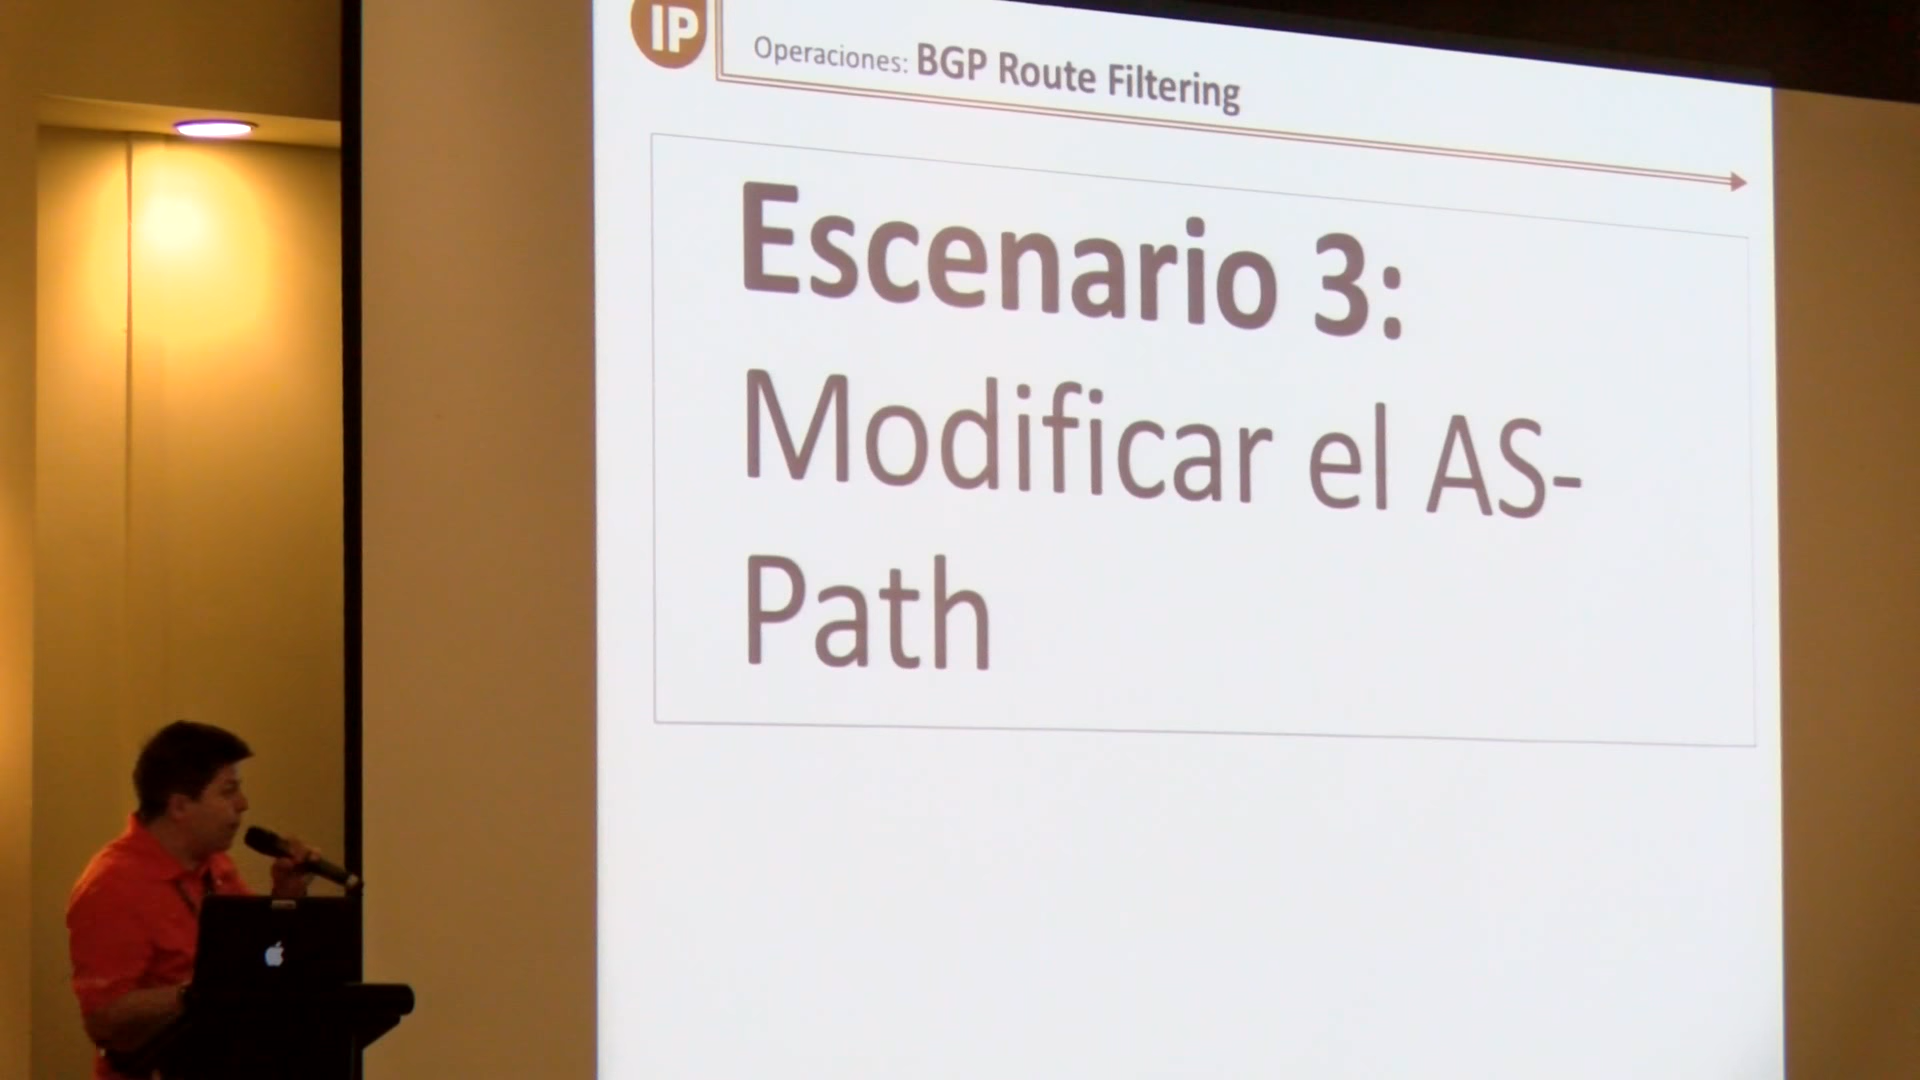 IP
Operaciones: BGP Route Filtering
Escenario 3:
Modificar el AS-
Path